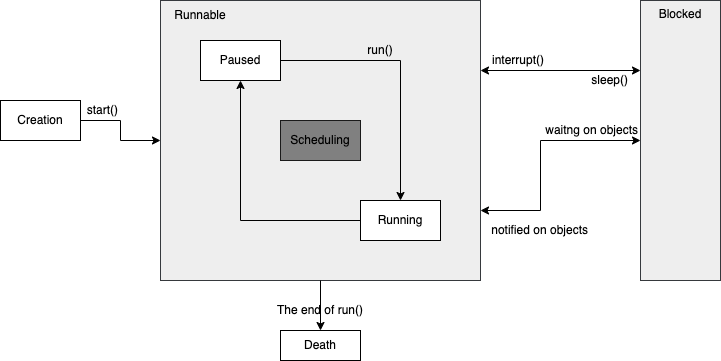 Runnable
Blocked
Paused
run()
interrupt()
sleep()
Creation
start()
Scheduling
waitng on objects
Running
notified on objects
The end of run()
Death